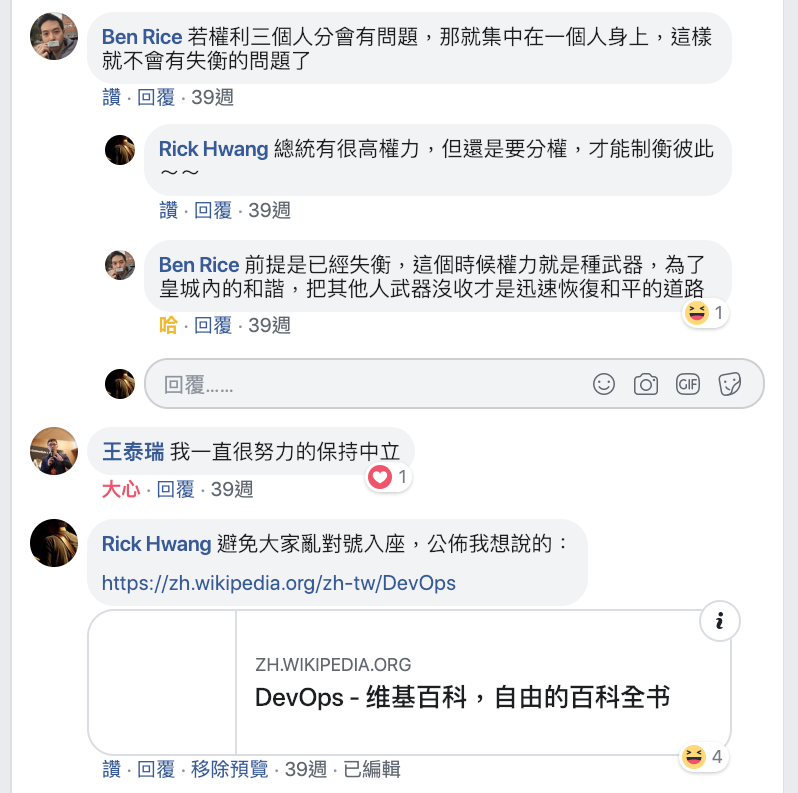 Ben Rice 若權利三個人分會有問題，那就集中在一個人身上，這樣
就不會有失衡的問題了
讚 · 回覆 · 39週
Rick Hwang 總統有很高權力，但還是要分權，才能制衡彼此
～～
讚 · 回覆 · 39週
Ben Rice 前提是已經失衡，這個時候權力就是種武器，為了
皇城內的和諧，把其他人武器沒收才是迅速恢復和平的道路
1
哈 · 回覆 · 39週
回覆......
GIF
王泰瑞 我一直很努力的保持中立
1
大心 · 回覆 · 39週
Rick Hwang 避免大家亂對號入座，公佈我想說的：
https://zh.wikipedia.org/zh-tw/DevOps
i
ZH.WIKIPEDIA.ORG
DevOps - 维基百科，自由的百科全书
4
讚 · 回覆 · 移除預覽 · 39週 · 已編輯